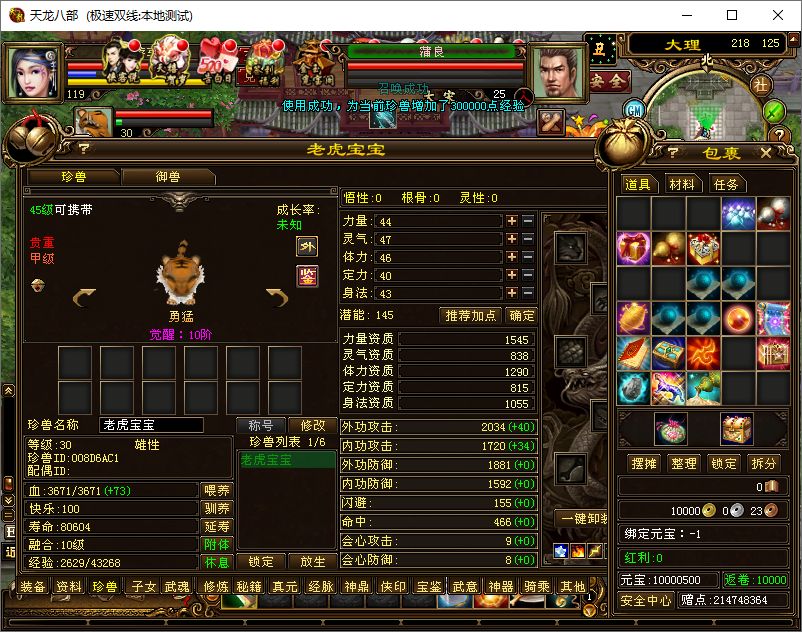 天龙八部 (极速双线:本地测试)
蒲良
大理 218 125
丑
北
安全
社
GM
119
召唤成功
25
使用成功，为当前珍兽增加了300000点经验
30
?
老虎宝宝
? 包裹
珍兽 御兽
道具 材料 任务
45级可携带
成长率:
未知
贵重
甲级
外
鉴
勇猛
觉醒：10阶
悟性:0 根骨:0 灵性:0
力量: 44
灵气: 47
体力: 46
定力: 40
身法: 43
潜能: 145 推荐加点 确定
力量资质 1545
灵气资质 838
体力资质 1290
定力资质 815
身法资质 1055
珍兽名称 老虎宝宝 称号 修改
等级:30 雄性
珍兽ID:008D6AC1
配偶ID:
珍兽列表 1/6
老虎宝宝
血:3671/3671 (+73) 喂养
快乐:100 驯养
寿命:80604 延寿
融合:10级 附体
经验:2629/43268 休息
锁定 放生
外功攻击: 2034 (+40)
内功攻击: 1720 (+34)
外功防御: 1881 (+0)
内功防御: 1592 (+0)
闪避: 155 (+0)
命中: 466 (+0)
会心攻击: 9 (+0)
会心防御: 8 (+0)
一键卸
摆摊 整理 锁定 拆分
0
10000 0 23
绑定元宝：-1
红利:0
元宝:10000500 返卷:10000
安全中心 赠点:214748364
装备 资料 珍兽 子女 武魂 修炼 秘籍 真元 经脉 神鼎 侠印 宝鉴 武意 神器 骑乘 其他